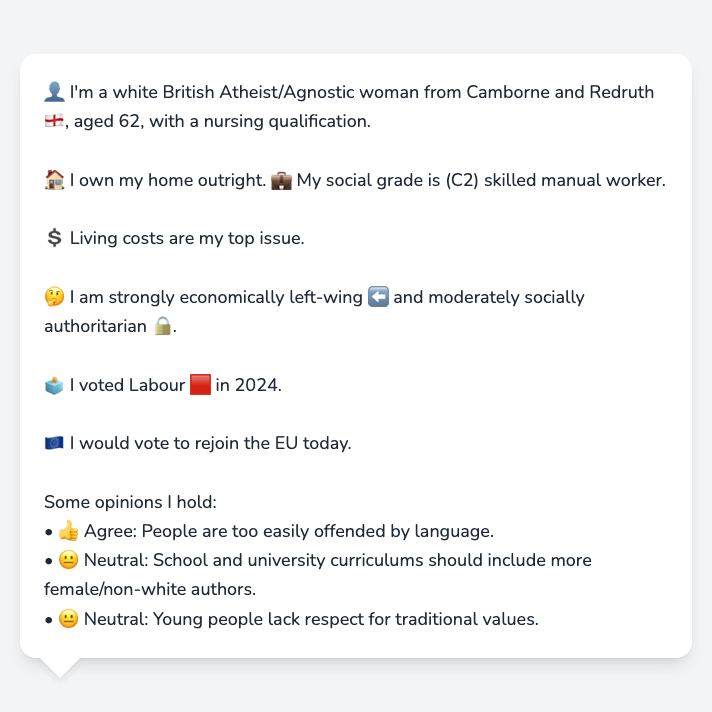 👤 I'm a white British Atheist/Agnostic woman from Camborne and Redruth
🏴󠁧󠁢󠁥󠁮󠁧󠁿, aged 62, with a nursing qualification.
🏠 I own my home outright. 💼 My social grade is (C2) skilled manual worker.
💲 Living costs are my top issue.
🤔 I am strongly economically left-wing ⬅️ and moderately socially
authoritarian 🔒.
🗳️ I voted Labour 🟥 in 2024.
🇪🇺 I would vote to rejoin the EU today.
Some opinions I hold:
• 👍 Agree: People are too easily offended by language.
• 😐 Neutral: School and university curriculums should include more
female/non-white authors.
• 😐 Neutral: Young people lack respect for traditional values.